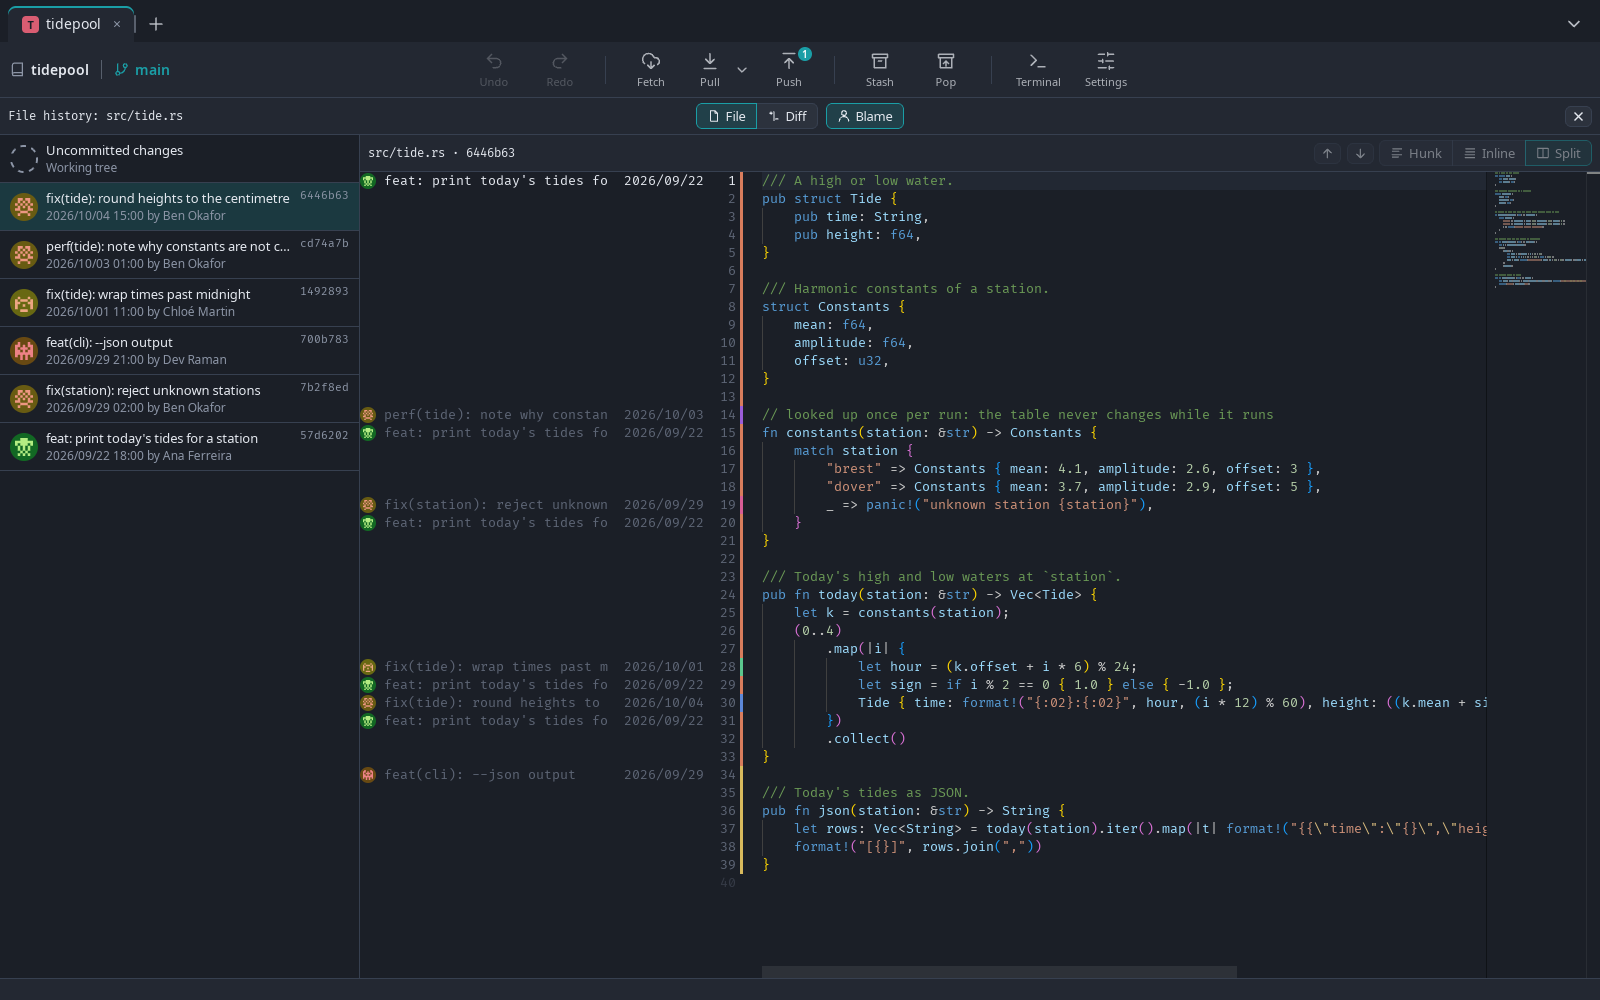 T tidepool × +
tidepool main
Undo Redo Fetch Pull Push 1 Stash Pop Terminal Settings
File history: src/tide.rs
File Diff Blame
Uncommitted changes
Working tree
fix(tide): round heights to the centimetre 6446b63
2026/10/04 15:00 by Ben Okafor
perf(tide): note why constants are not c... cd74a7b
2026/10/03 01:00 by Ben Okafor
fix(tide): wrap times past midnight 1492893
2026/10/01 11:00 by Chloé Martin
feat(cli): --json output 700b783
2026/09/29 21:00 by Dev Raman
fix(station): reject unknown stations 7b2f8ed
2026/09/29 02:00 by Ben Okafor
feat: print today's tides for a station 57d6202
2026/09/22 18:00 by Ana Ferreira
src/tide.rs · 6446b63
Hunk Inline Split
feat: print today's tides fo 2026/09/22 1 /// A high or low water.
2 pub struct Tide {
3 pub time: String,
4 pub height: f64,
5 }
6
7 /// Harmonic constants of a station.
8 struct Constants {
9 mean: f64,
10 amplitude: f64,
11 offset: u32,
12 }
13
perf(tide): note why constan 2026/10/03 14 // looked up once per run: the table never changes while it runs
feat: print today's tides fo 2026/09/22 15 fn constants(station: &str) -> Constants {
16 match station {
17 "brest" => Constants { mean: 4.1, amplitude: 2.6, offset: 3 },
18 "dover" => Constants { mean: 3.7, amplitude: 2.9, offset: 5 },
fix(station): reject unknown 2026/09/29 19 _ => panic!("unknown station {station}"),
feat: print today's tides fo 2026/09/22 20 }
21 }
22
23 /// Today's high and low waters at `station`.
24 pub fn today(station: &str) -> Vec<Tide> {
25 let k = constants(station);
26 (0..4)
27 .map(|i| {
fix(tide): wrap times past m 2026/10/01 28 let hour = (k.offset + i * 6) % 24;
feat: print today's tides fo 2026/09/22 29 let sign = if i % 2 == 0 { 1.0 } else { -1.0 };
fix(tide): round heights to 2026/10/04 30 Tide { time: format!("{:02}:{:02}", hour, (i * 12) % 60), height: ((k.mean + si
feat: print today's tides fo 2026/09/22 31 })
32 .collect()
33 }
feat(cli): --json output 2026/09/29 34
35 /// Today's tides as JSON.
36 pub fn json(station: &str) -> String {
37 let rows: Vec<String> = today(station).iter().map(|t| format!("{{\"time\":\"{}\",\"heig
38 format!("[{}]", rows.join(","))
39 }
40